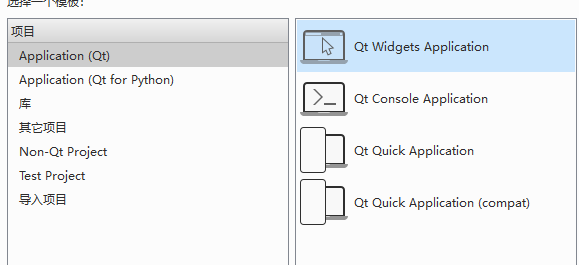 选择一个模板:
项目
Application (Qt)
Application (Qt for Python)
库
其它项目
Non-Qt Project
Test Project
导入项目
Qt Widgets Application
Qt Console Application
Qt Quick Application
Qt Quick Application (compat)